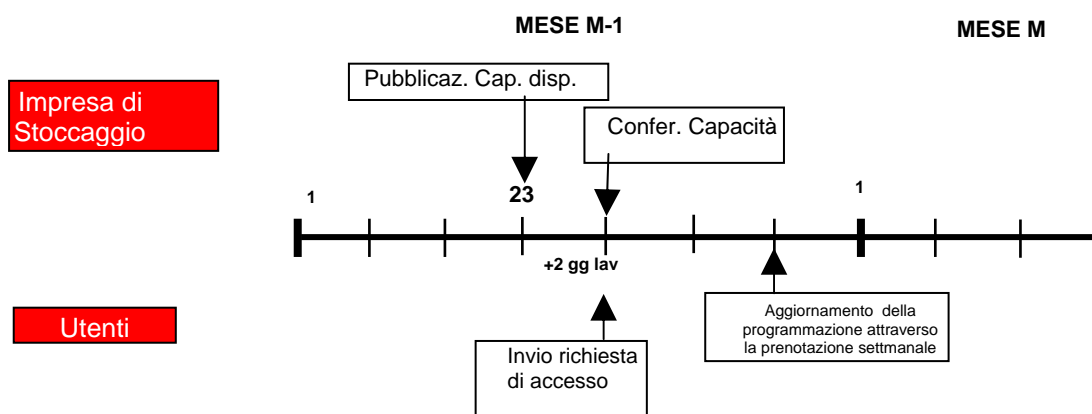 MESE M-1
MESE M
Pubblicaz. Cap. disp.
Impresa di
Stoccaggio
Confer. Capacità
1
23
1
+2 gg lav
Utenti
Invio richiesta
di accesso
Aggiornamento della
programmazione attraverso
la prenotazione settmanale